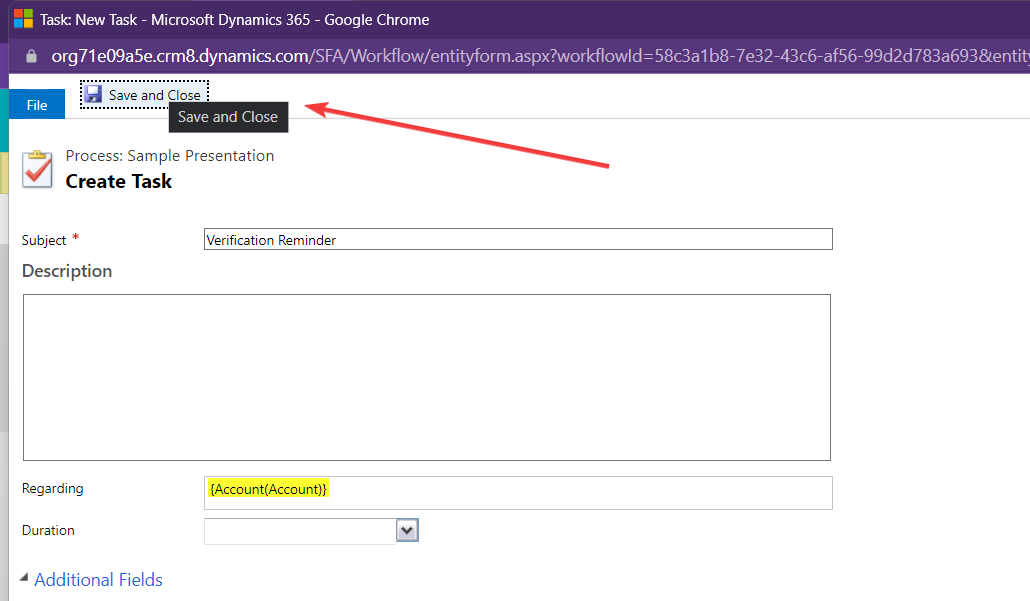 Task: New Task - Microsoft Dynamics 365 - Google Chrome
org71e09a5e.crm8.dynamics.com/SFA/Workflow/entityform.aspx?workflowId=58c3a1b8-7e32-43c6-af56-99d2d783a693&entity
File
Save and Close
Save and Close
Process: Sample Presentation
Create Task
Subject *
Verification Reminder
Description
Regarding
{Account(Account)}
Duration
Additional Fields